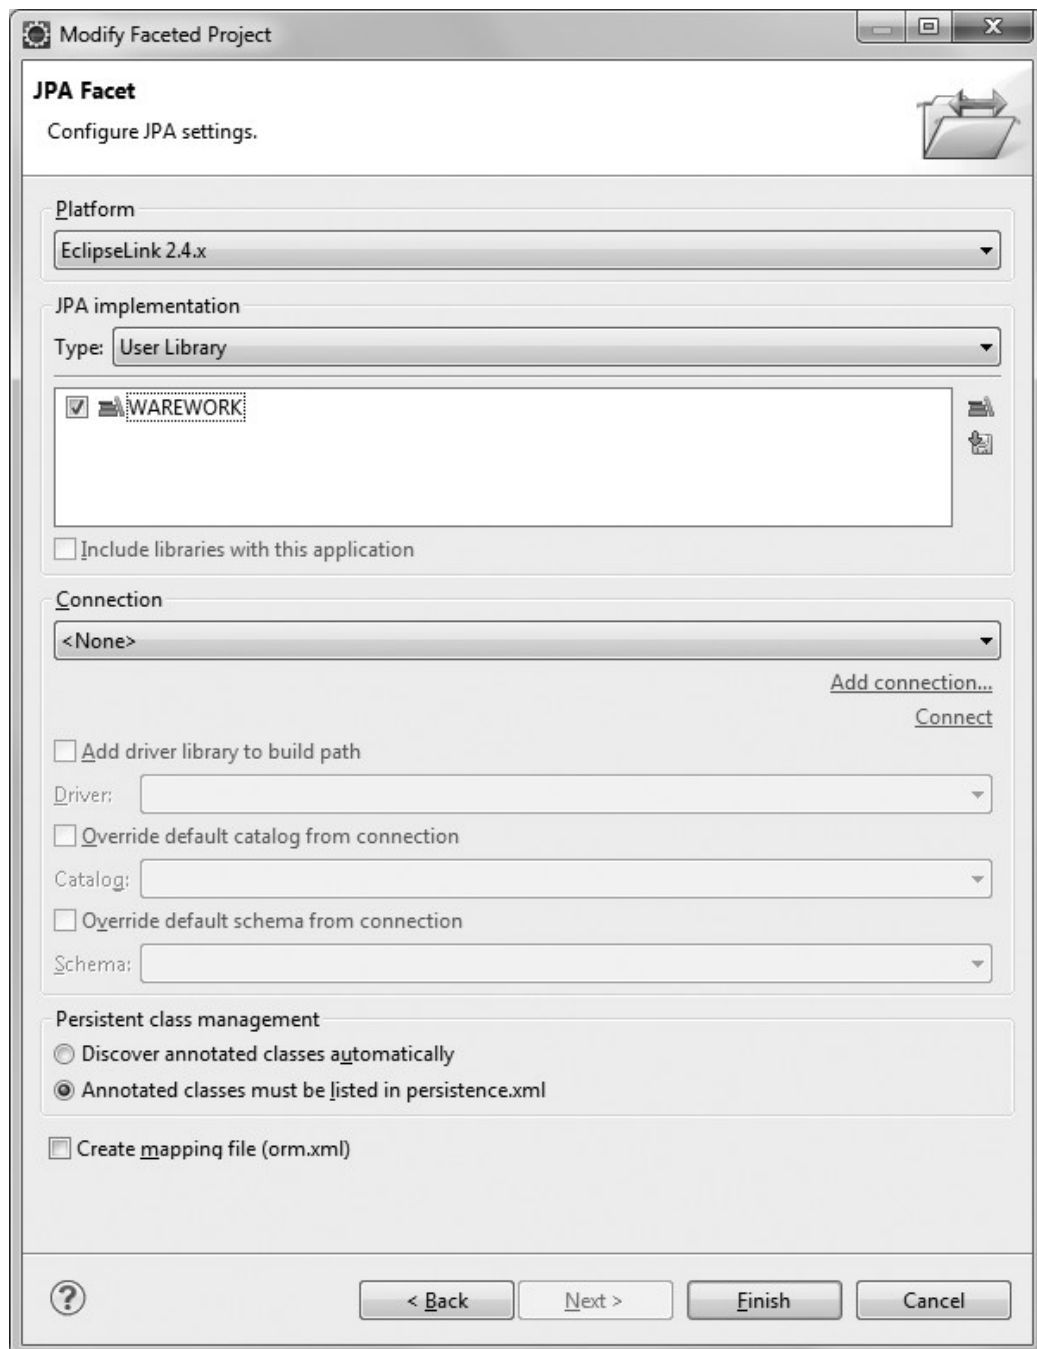 Modify Faceted Project
JPA Facet
Configure JPA settings.
Platform
EclipseLink 2.4.x
JPA implementation
Type: User Library
WAREWORK
Include libraries with this application
Connection
<None>
Add connection...
Connect
Add driver library to build path
Driver:
Override default catalog from connection
Catalog:
Override default schema from connection
Schema:
Persistent class management
Discover annotated classes automatically
Annotated classes must be listed in persistence.xml
Create mapping file (orm.xml)
? < Back Next > Finish Cancel